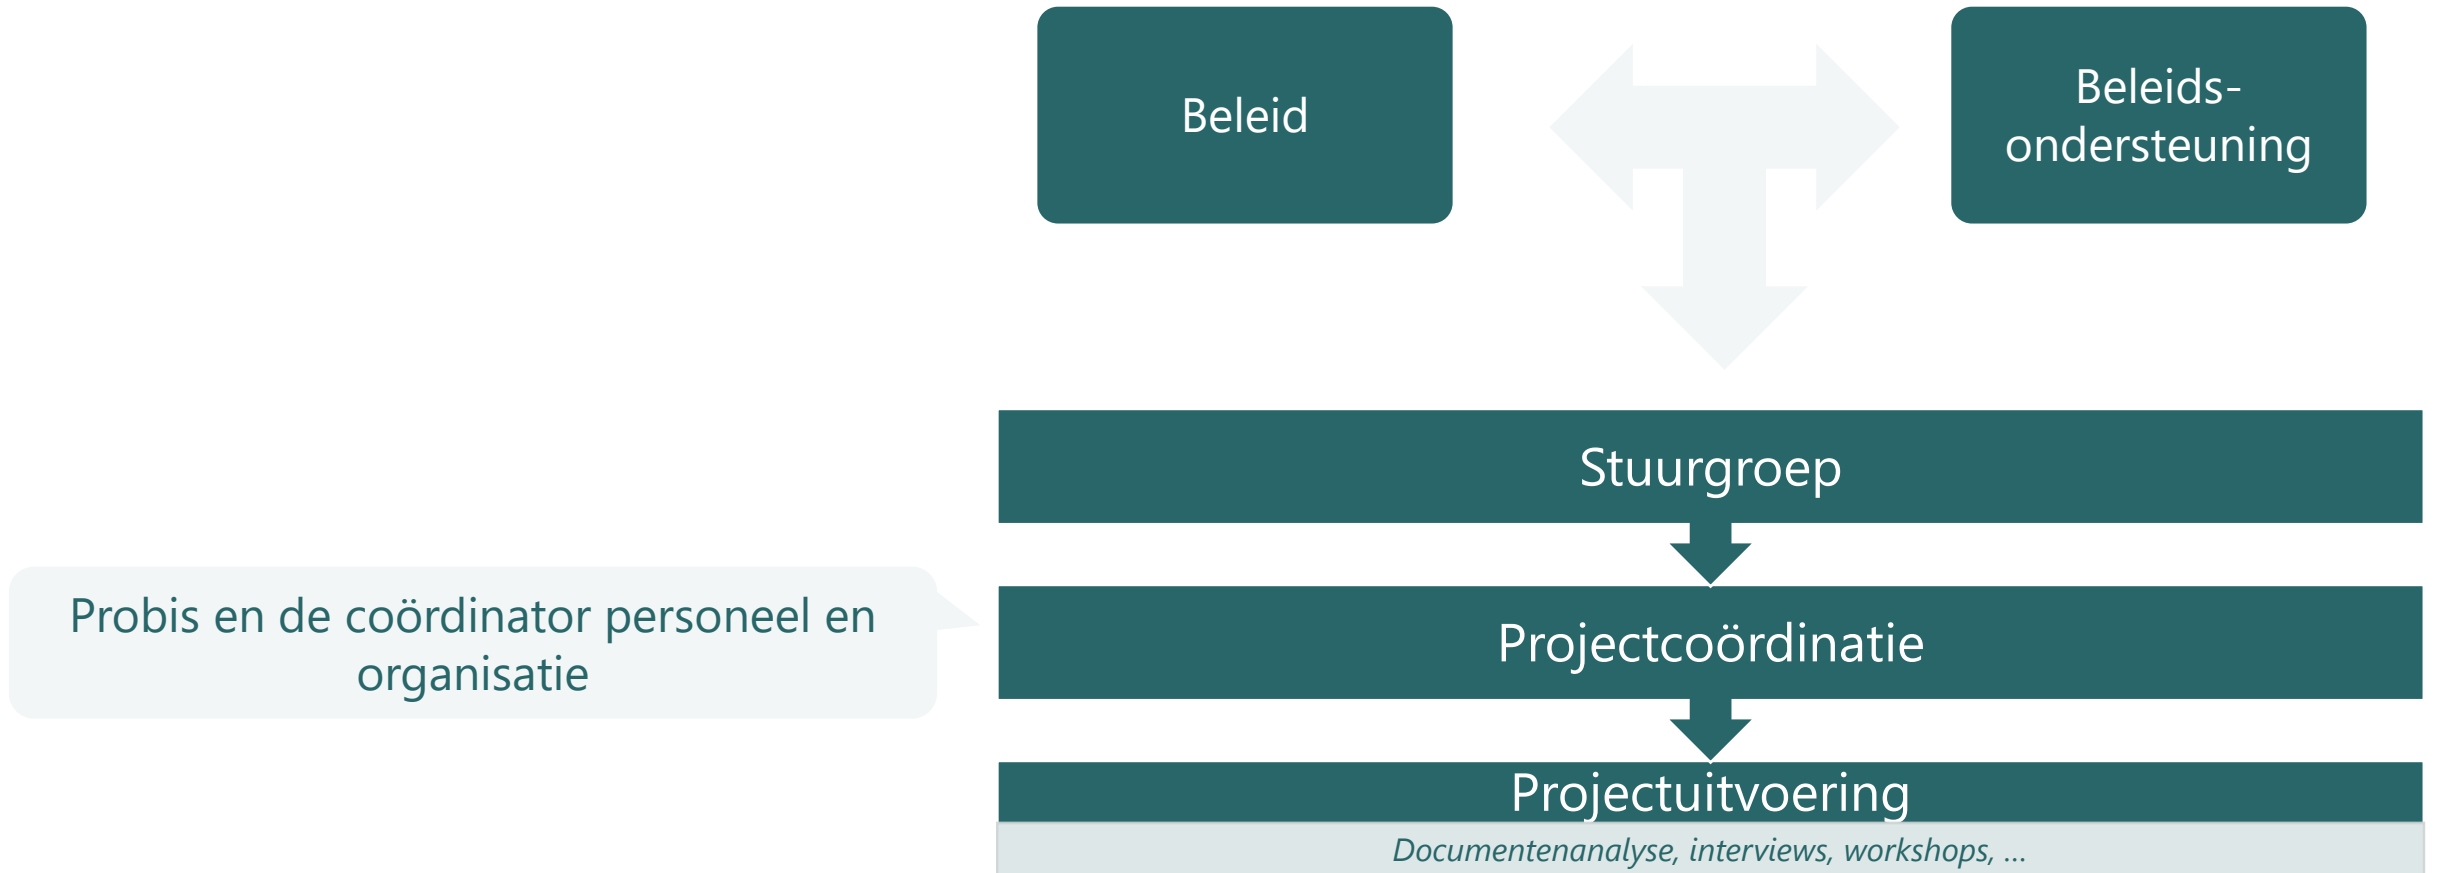 Beleid
Beleids-
ondersteuning
Stuurgroep
Probis en de coördinator personeel en
organisatie
Projectcoördinatie
Projectuitvoering
Documentenanalyse, interviews, workshops, ...